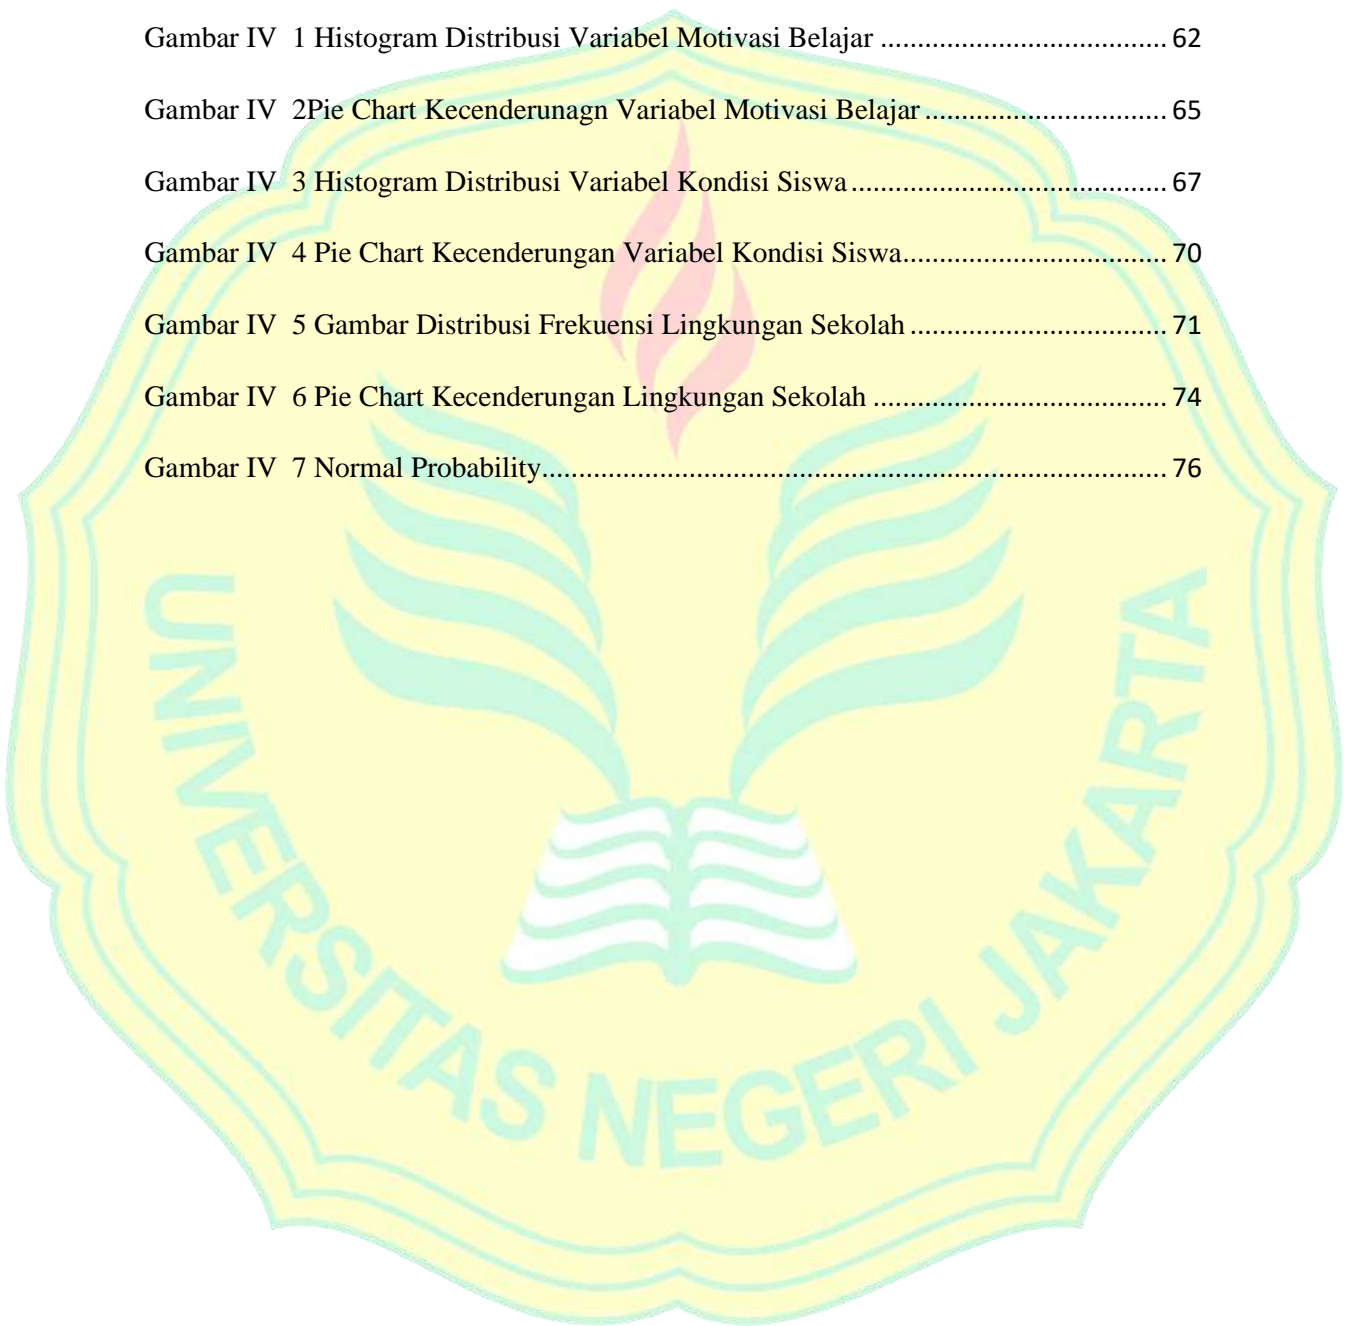 Gambar IV  1 Histogram Distribusi Variabel Motivasi Belajar ....................................... 62
Gambar IV  2Pie Chart Kecenderunagn Variabel Motivasi Belajar ................................. 65
Gambar IV  3 Histogram Distribusi Variabel Kondisi Siswa ........................................... 67
Gambar IV  4 Pie Chart Kecenderungan Variabel Kondisi Siswa.................................... 70
Gambar IV  5 Gambar Distribusi Frekuensi Lingkungan Sekolah ................................... 71
Gambar IV  6 Pie Chart Kecenderungan Lingkungan Sekolah ........................................ 74
Gambar IV  7 Normal Probability..................................................................................... 76
UNIVERSITAS NEGERI JAKARTA